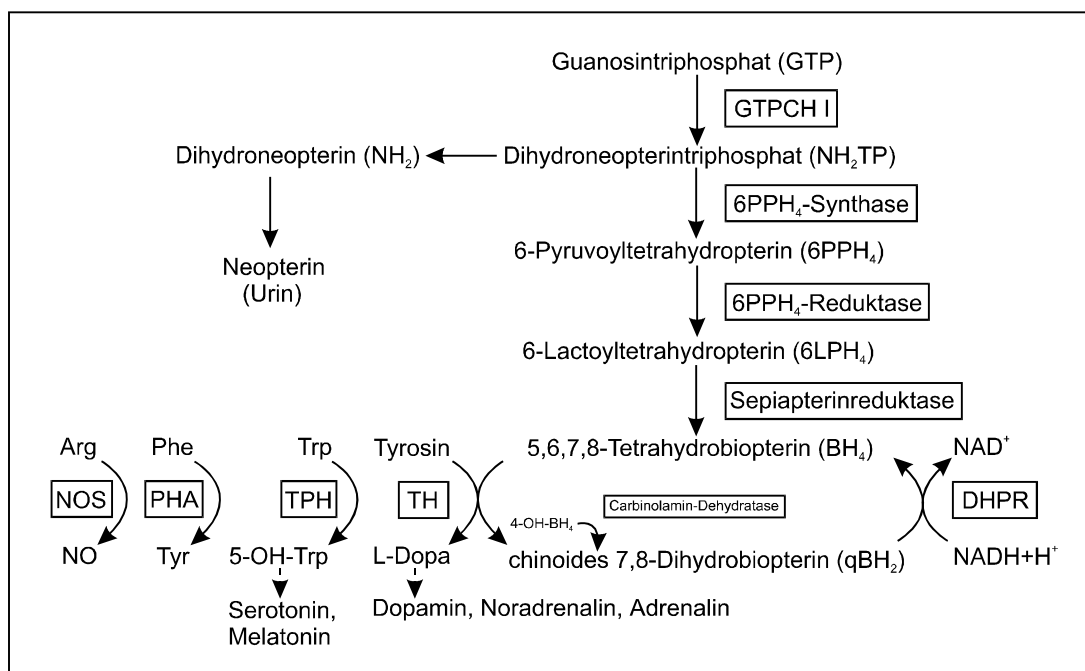 Guanosintriphosphat (GTP)
GTPCH I
Dihydroneopterin (NH₂)
Dihydroneopterintriphosphat (NH₂TP)
6PPH₄-Synthase
6-Pyruvoyltetrahydropterin (6PPH₄)
Neopterin
(Urin)
6PPH₄-Reduktase
6-Lactoyltetrahydropterin (6LPH₄)
Sepiapterinreduktase
Arg
Phe
Trp
Tyrosin
5,6,7,8-Tetrahydrobiopterin (BH₄)
NAD⁺
NOS
PHA
TPH
TH
Carbinolamin-Dehydratase
DHPR
4-OH-BH₄
NO
Tyr
5-OH-Trp
L-Dopa
chinoides 7,8-Dihydrobiopterin (qBH₂)
NADH+H⁺
Serotonin,
Melatonin
Dopamin, Noradrenalin, Adrenalin